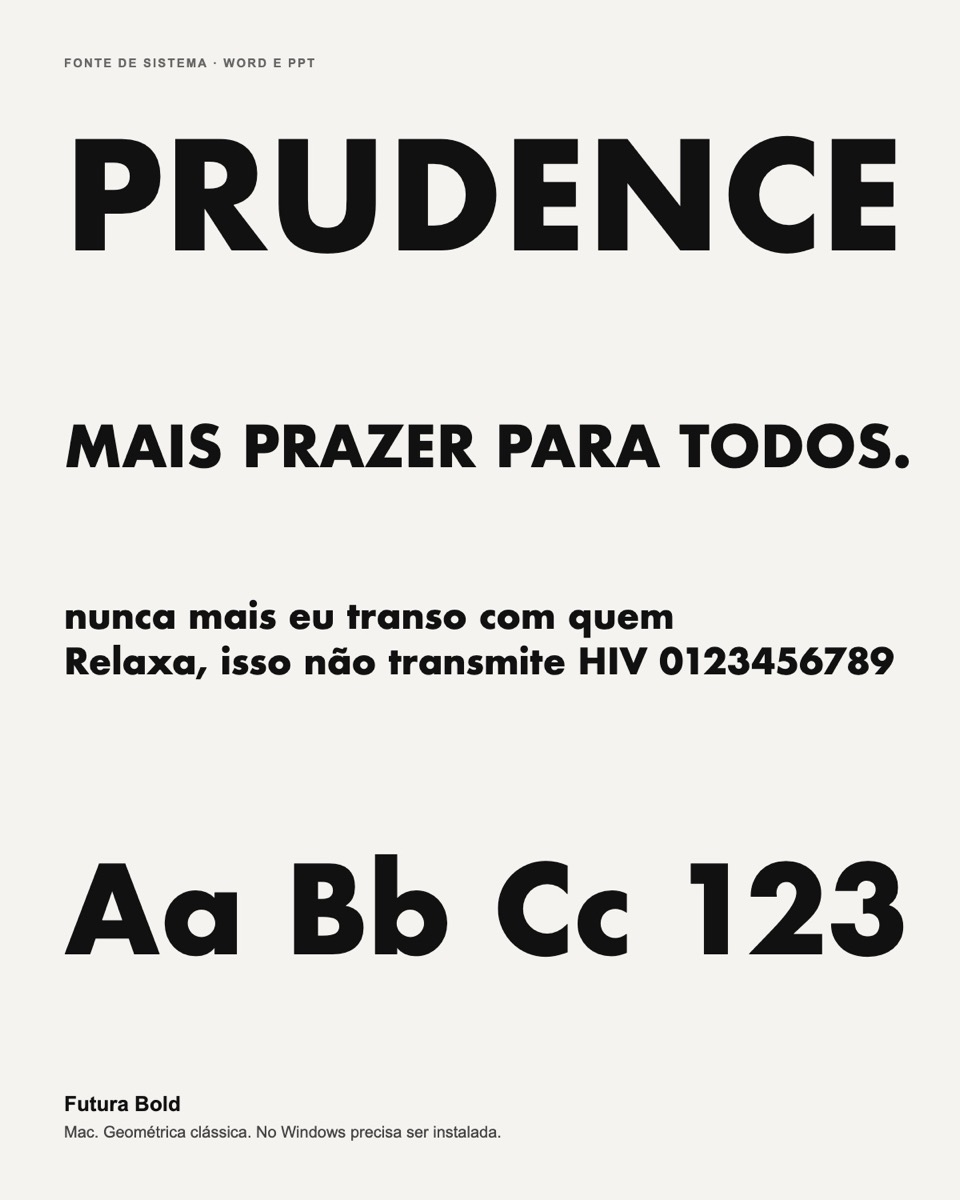 FONTE DE SISTEMA · WORD E PPT
PRUDENCE
MAIS PRAZER PARA TODOS.
nunca mais eu transo com quem
Relaxa, isso não transmite HIV 0123456789
Aa Bb Cc 123
Futura Bold
Mac. Geométrica clássica. No Windows precisa ser instalada.